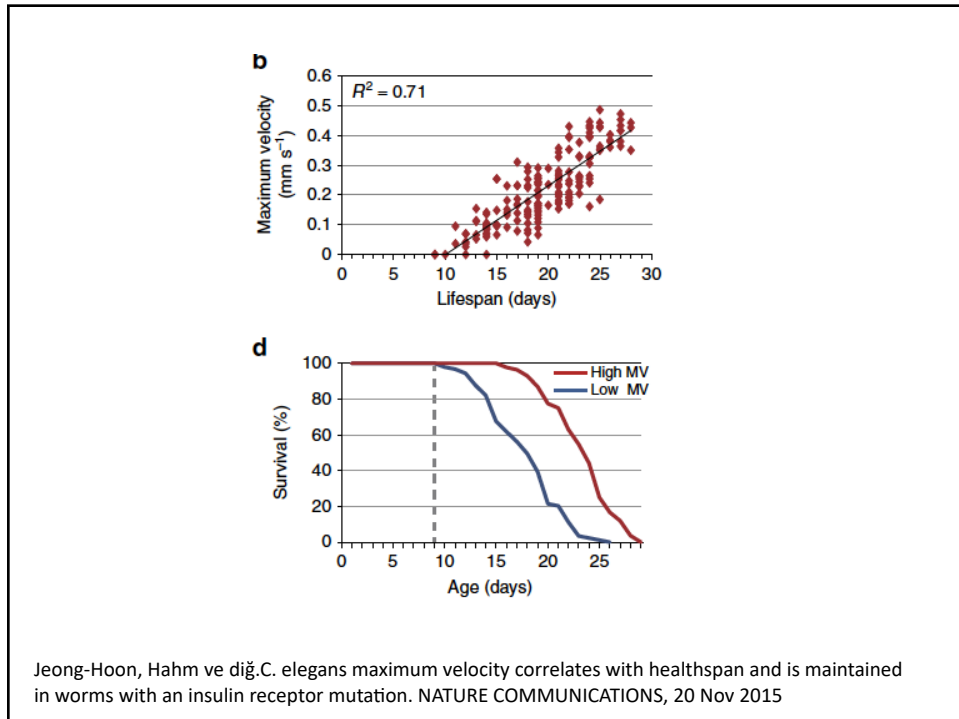 b
R² = 0.71
0.6
0.5
0.4
0.3
0.2
0.1
0
Maximum velocity
(mm s⁻¹)
0 5 10 15 20 25 30
Lifespan (days)
d
High MV
Low MV
100
80
60
40
20
0
Survival (%)
0 5 10 15 20 25
Age (days)
Jeong-Hoon, Hahm ve diğ.C. elegans maximum velocity correlates with healthspan and is maintained
in worms with an insulin receptor mutation. NATURE COMMUNICATIONS, 20 Nov 2015